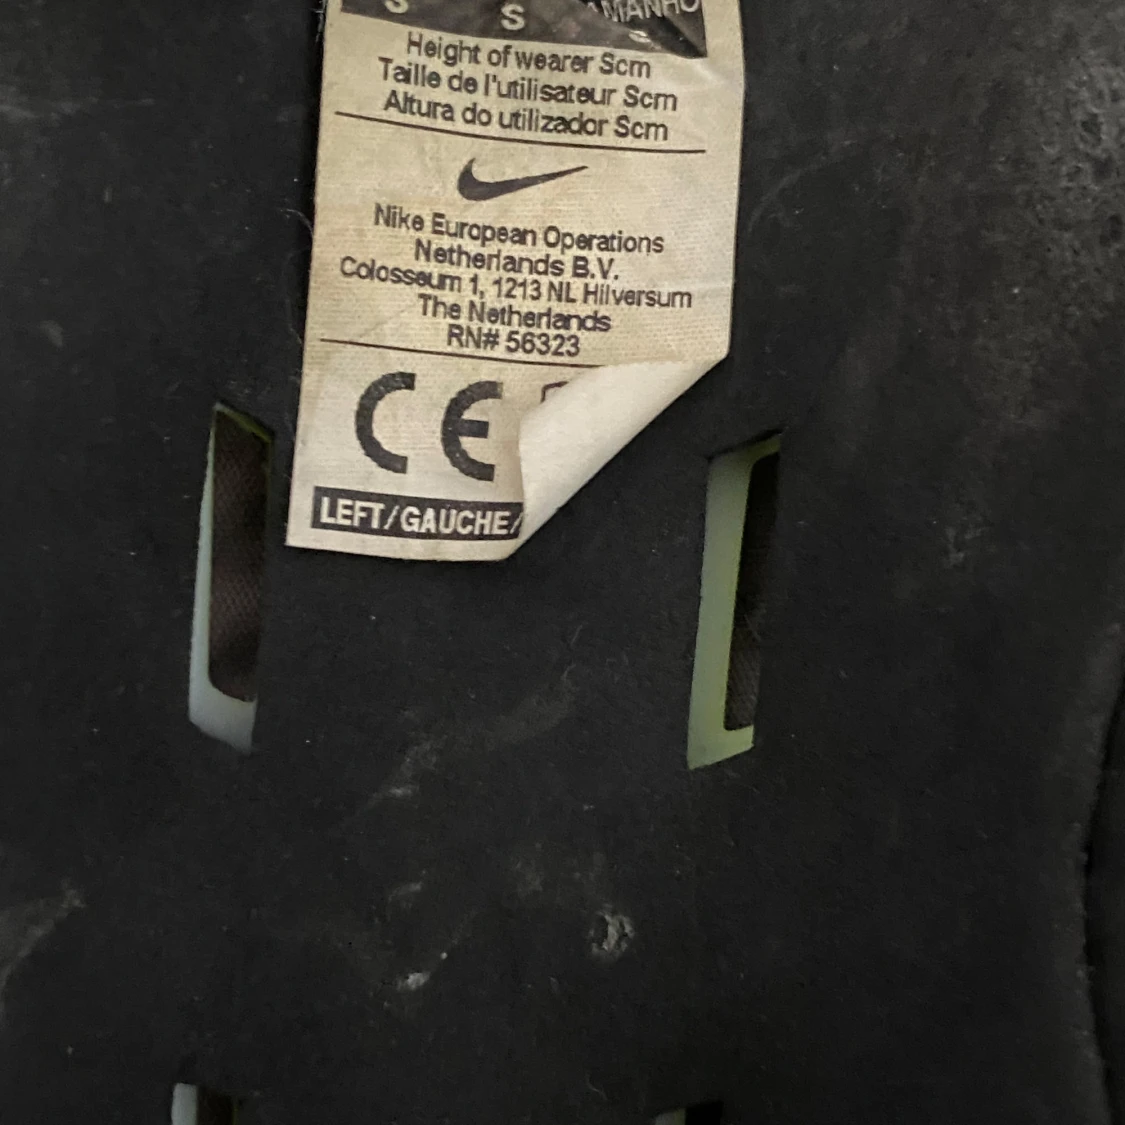 S S
Height of wearer Scm
Taille de l'utilisateur Scm
Altura do utilizador Scm
Nike European Operations
Netherlands B.V.
Colosseum 1, 1213 NL Hilversum
The Netherlands
RN# 56323
CE
LEFT/GAUCHE/